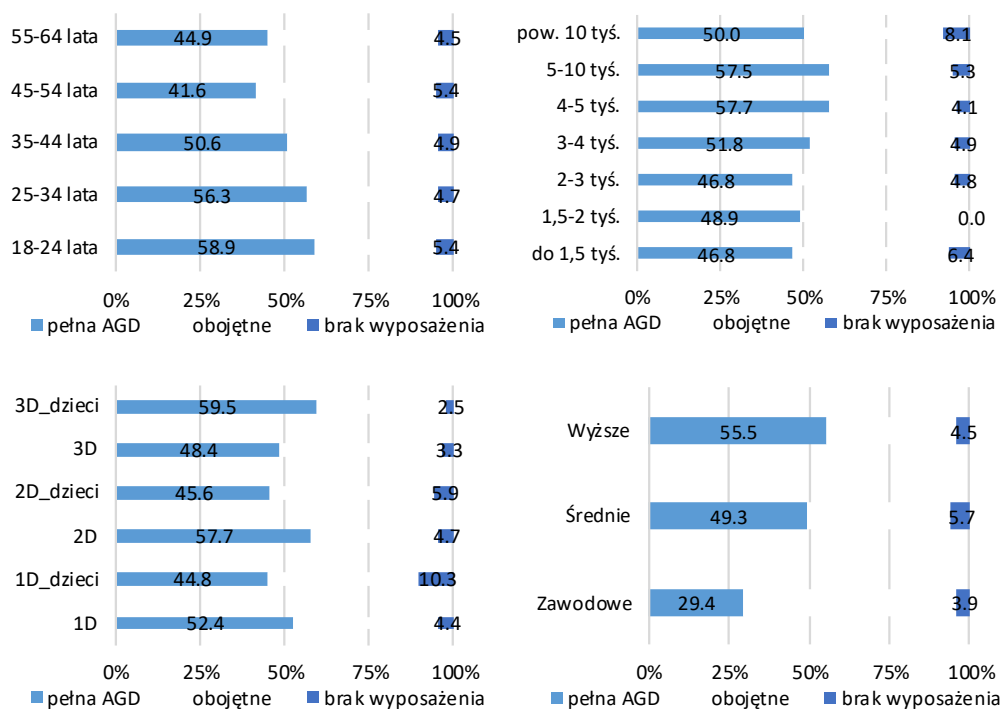 55-64 lata 44.9 4.5
45-54 lata 41.6 5.4
35-44 lata 50.6 4.9
25-34 lata 56.3 4.7
18-24 lata 58.9 5.4
0% 25% 50% 75% 100%
pełna AGD obojętne brak wyposażenia
pow. 10 tyś. 50.0 8.1
5-10 tyś. 57.5 5.3
4-5 tyś. 57.7 4.1
3-4 tyś. 51.8 4.9
2-3 tyś. 46.8 4.8
1,5-2 tyś. 48.9 0.0
do 1,5 tyś. 46.8 6.4
0% 25% 50% 75% 100%
pełna AGD obojętne brak wyposażenia
3D_dzieci 59.5 2.5
3D 48.4 3.3
2D_dzieci 45.6 5.9
2D 57.7 4.7
1D_dzieci 44.8 10.3
1D 52.4 4.4
0% 25% 50% 75% 100%
pełna AGD obojętne brak wyposażenia
Wyższe 55.5 4.5
Średnie 49.3 5.7
Zawodowe 29.4 3.9
0% 25% 50% 75% 100%
pełna AGD obojętne brak wyposażenia